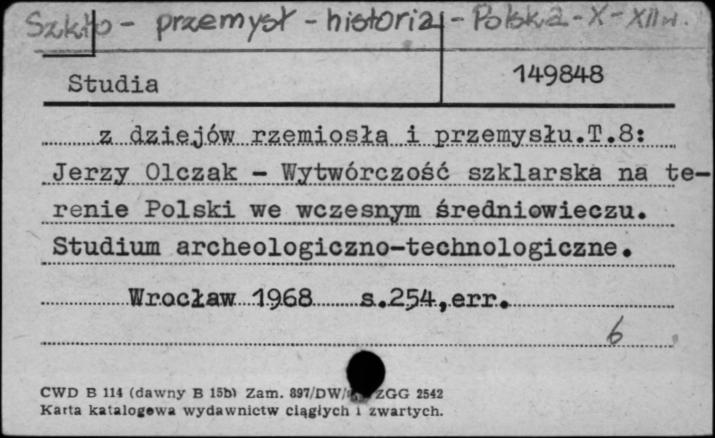 Szkło - przemysł - historia - Polska - X - XII w.
Studia
149848
z dziejów rzemiosła i przemysłu.T.8:
Jerzy Olczak - Wytwórczość szklarska na te-
renie Polski we wczesnym średniowieczu.
Studium archeologiczno-technologiczne.
Wrocław 1968 s.254,err.
6
CWD B 114 (dawny B 15b) Zam. 897/DW/ ZGG 2542
Karta katalogowa wydawnictw ciągłych i zwartych.